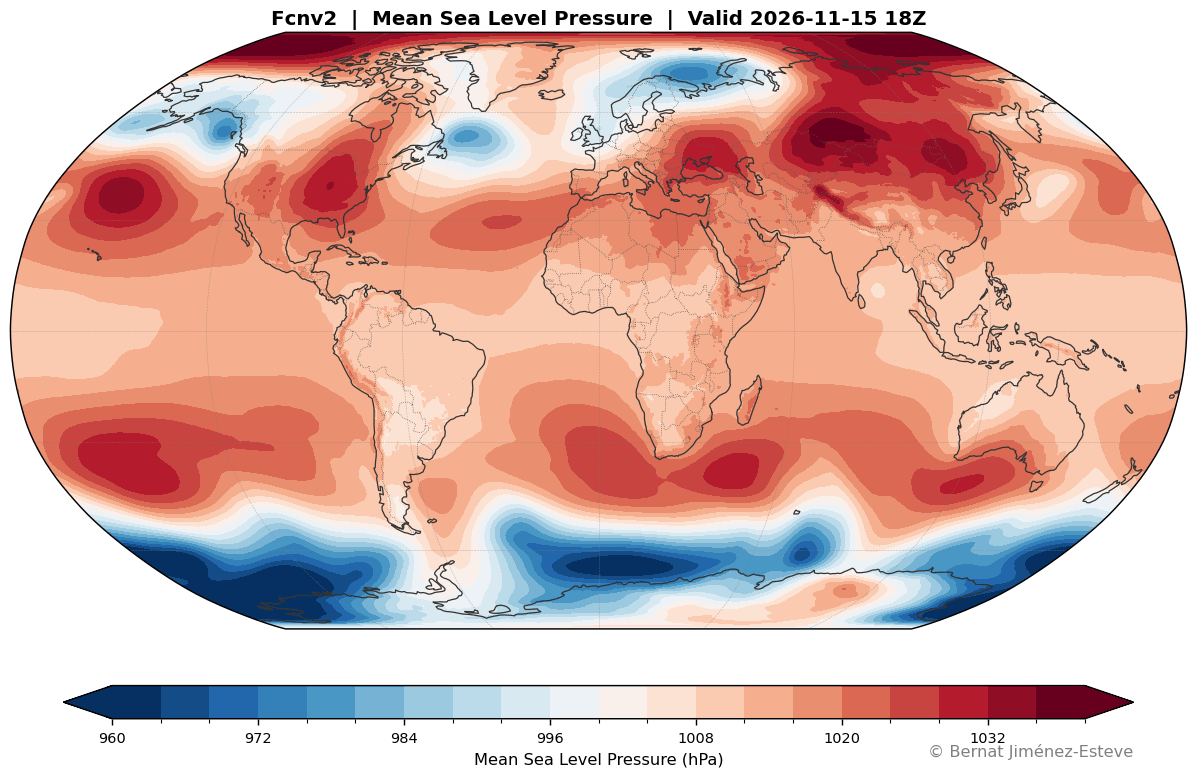 Fcnv2 | Mean Sea Level Pressure | Valid 2026-11-15 18Z
960 972 984 996 1008 1020 1032
Mean Sea Level Pressure (hPa)
© Bernat Jiménez-Esteve